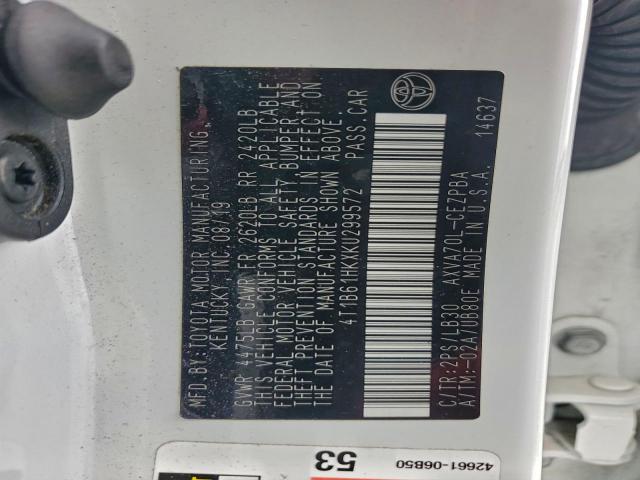 MFD. BY: TOYOTA MOTOR MANUFACTURING,
KENTUCKY, INC. 08/19
GVWR 4475LB GAWR FR 2620LB RR 2420LB
THIS VEHICLE CONFORMS TO ALL APPLICABLE
FEDERAL MOTOR VEHICLE SAFETY, BUMPER AND
THEFT PREVENTION STANDARDS IN EFFECT ON
THE DATE OF MANUFACTURE SHOWN ABOVE.
4T1B61HKXKU299572 PASS.CAR
C/TR:2PS/LB30 AXVA70L-CEZPBA
A/TM:-02A/UB80E MADE IN U.S.A. 14637
53
42661-06B50